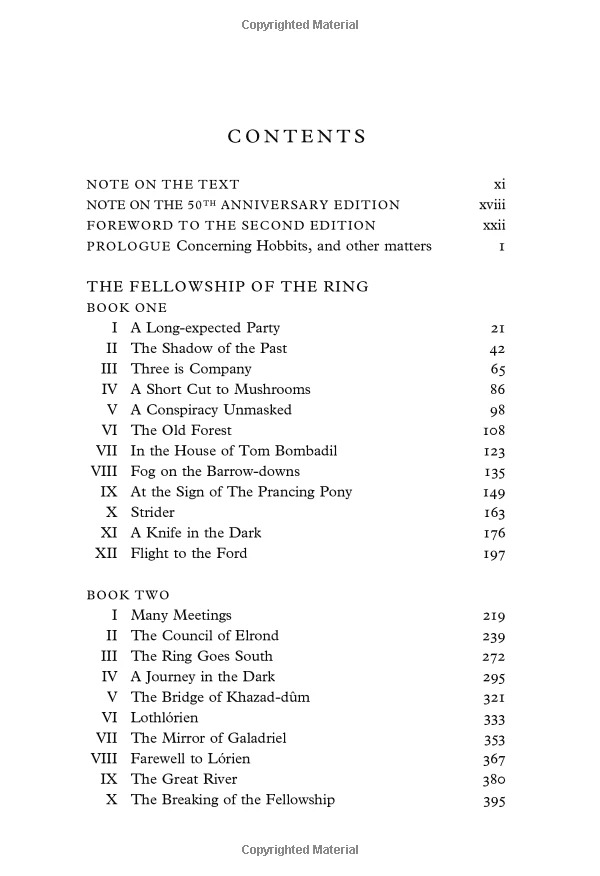 Copyrighted Material
CONTENTS
NOTE ON THE TEXT xi
NOTE ON THE 50TH ANNIVERSARY EDITION xviii
FOREWORD TO THE SECOND EDITION xxii
PROLOGUE Concerning Hobbits, and other matters 1
THE FELLOWSHIP OF THE RING
BOOK ONE
I A Long-expected Party 21
II The Shadow of the Past 42
III Three is Company 65
IV A Short Cut to Mushrooms 86
V A Conspiracy Unmasked 98
VI The Old Forest 108
VII In the House of Tom Bombadil 123
VIII Fog on the Barrow-downs 135
IX At the Sign of The Prancing Pony 149
X Strider 163
XI A Knife in the Dark 176
XII Flight to the Ford 197
BOOK TWO
I Many Meetings 219
II The Council of Elrond 239
III The Ring Goes South 272
IV A Journey in the Dark 295
V The Bridge of Khazad-dûm 321
VI Lothlórien 333
VII The Mirror of Galadriel 353
VIII Farewell to Lórien 367
IX The Great River 380
X The Breaking of the Fellowship 395
Copyrighted Material